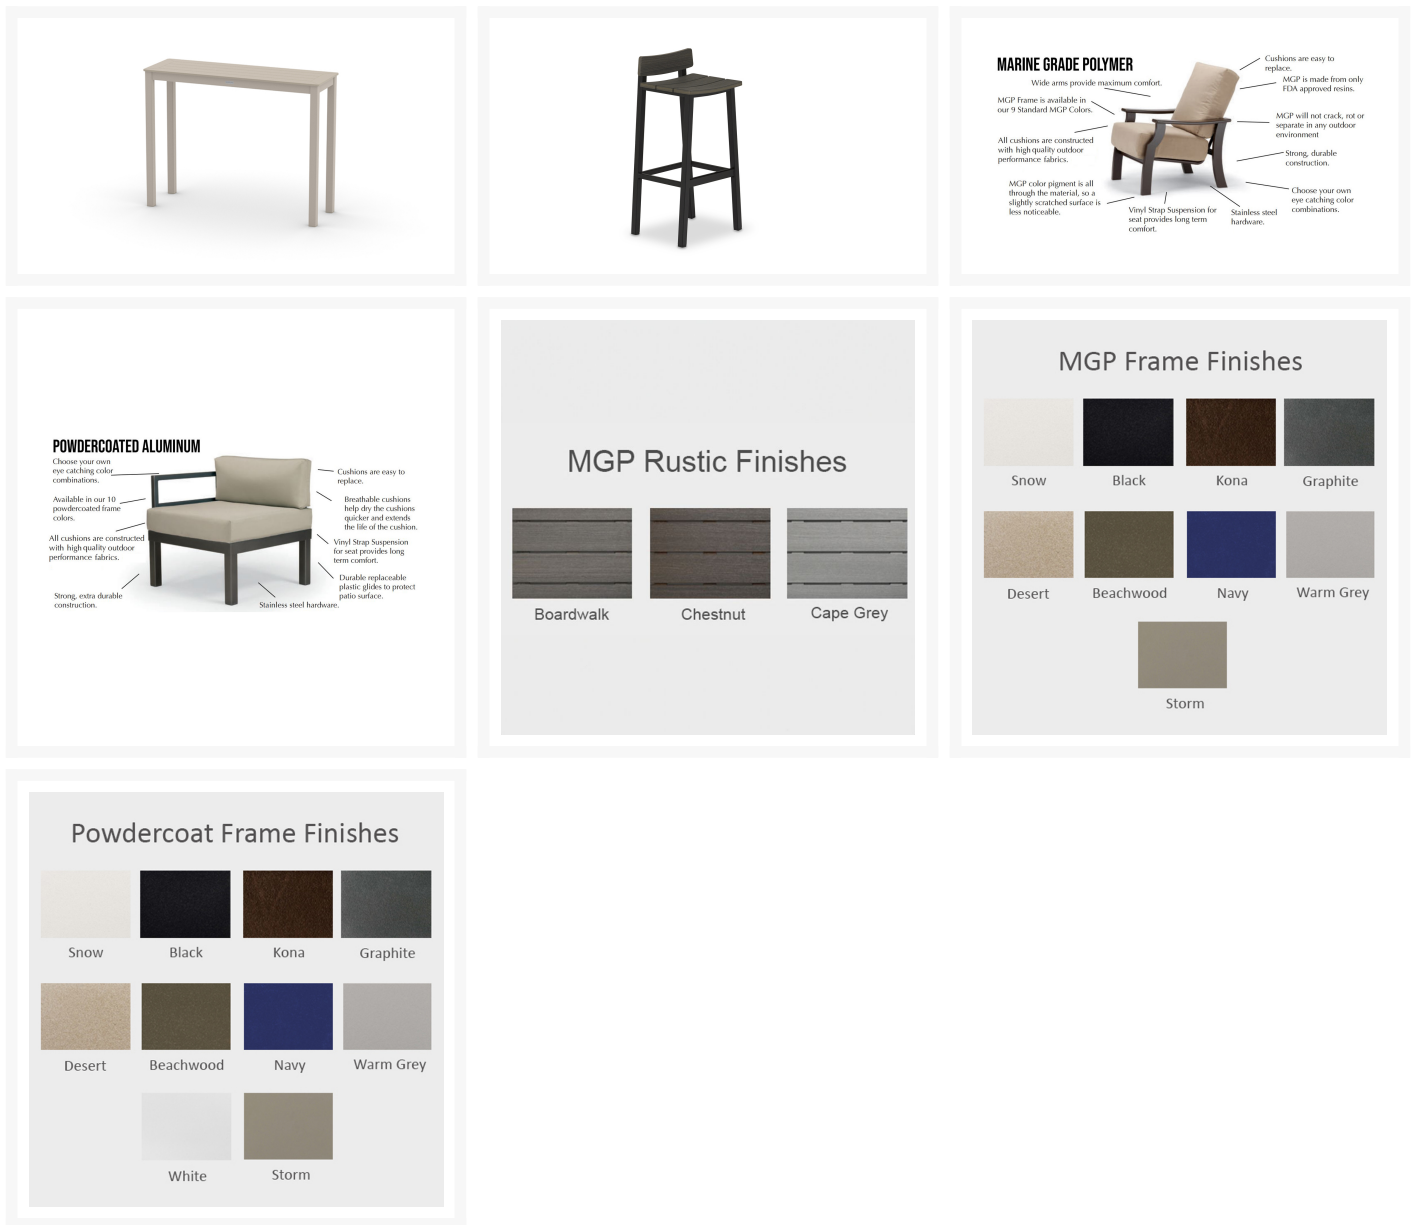 MARINE GRADE POLYMER
Wide arms provide maximum comfort.
MGP Frame is available in
our 9 Standard MGP Colors.
All cushions are constructed
with high quality outdoor
performance fabrics.
MGP color pigment is all
through the material, so a
slightly scratched surface is
less noticeable.
Vinyl Strap Suspension for
seat provides long term
comfort.
Stainless steel
hardware.
Cushions are easy to
replace.
MGP is made from only
FDA approved resins.
MGP will not crack, rot or
separate in any outdoor
environment
Strong, durable
construction.
Choose your own
eye catching color
combinations.
POWDERCOATED ALUMINUM
Choose your own
eye catching color
combinations.
Available in our 10
powdercoated frame
colors.
All cushions are constructed
with high quality outdoor
performance fabrics.
Strong, extra durable
construction.
Cushions are easy to
replace.
Breathable cushions
help dry the cushions
quicker and extends
the life of the cushion.
Vinyl Strap Suspension
for seat provides long
term comfort.
Durable replaceable
plastic glides to protect
patio surface.
Stainless steel hardware.
MGP Rustic Finishes
Boardwalk
Chestnut
Cape Grey
MGP Frame Finishes
Snow
Black
Kona
Graphite
Desert
Beachwood
Navy
Warm Grey
Storm
Powdercoat Frame Finishes
Snow
Black
Kona
Graphite
Desert
Beachwood
Navy
Warm Grey
White
Storm